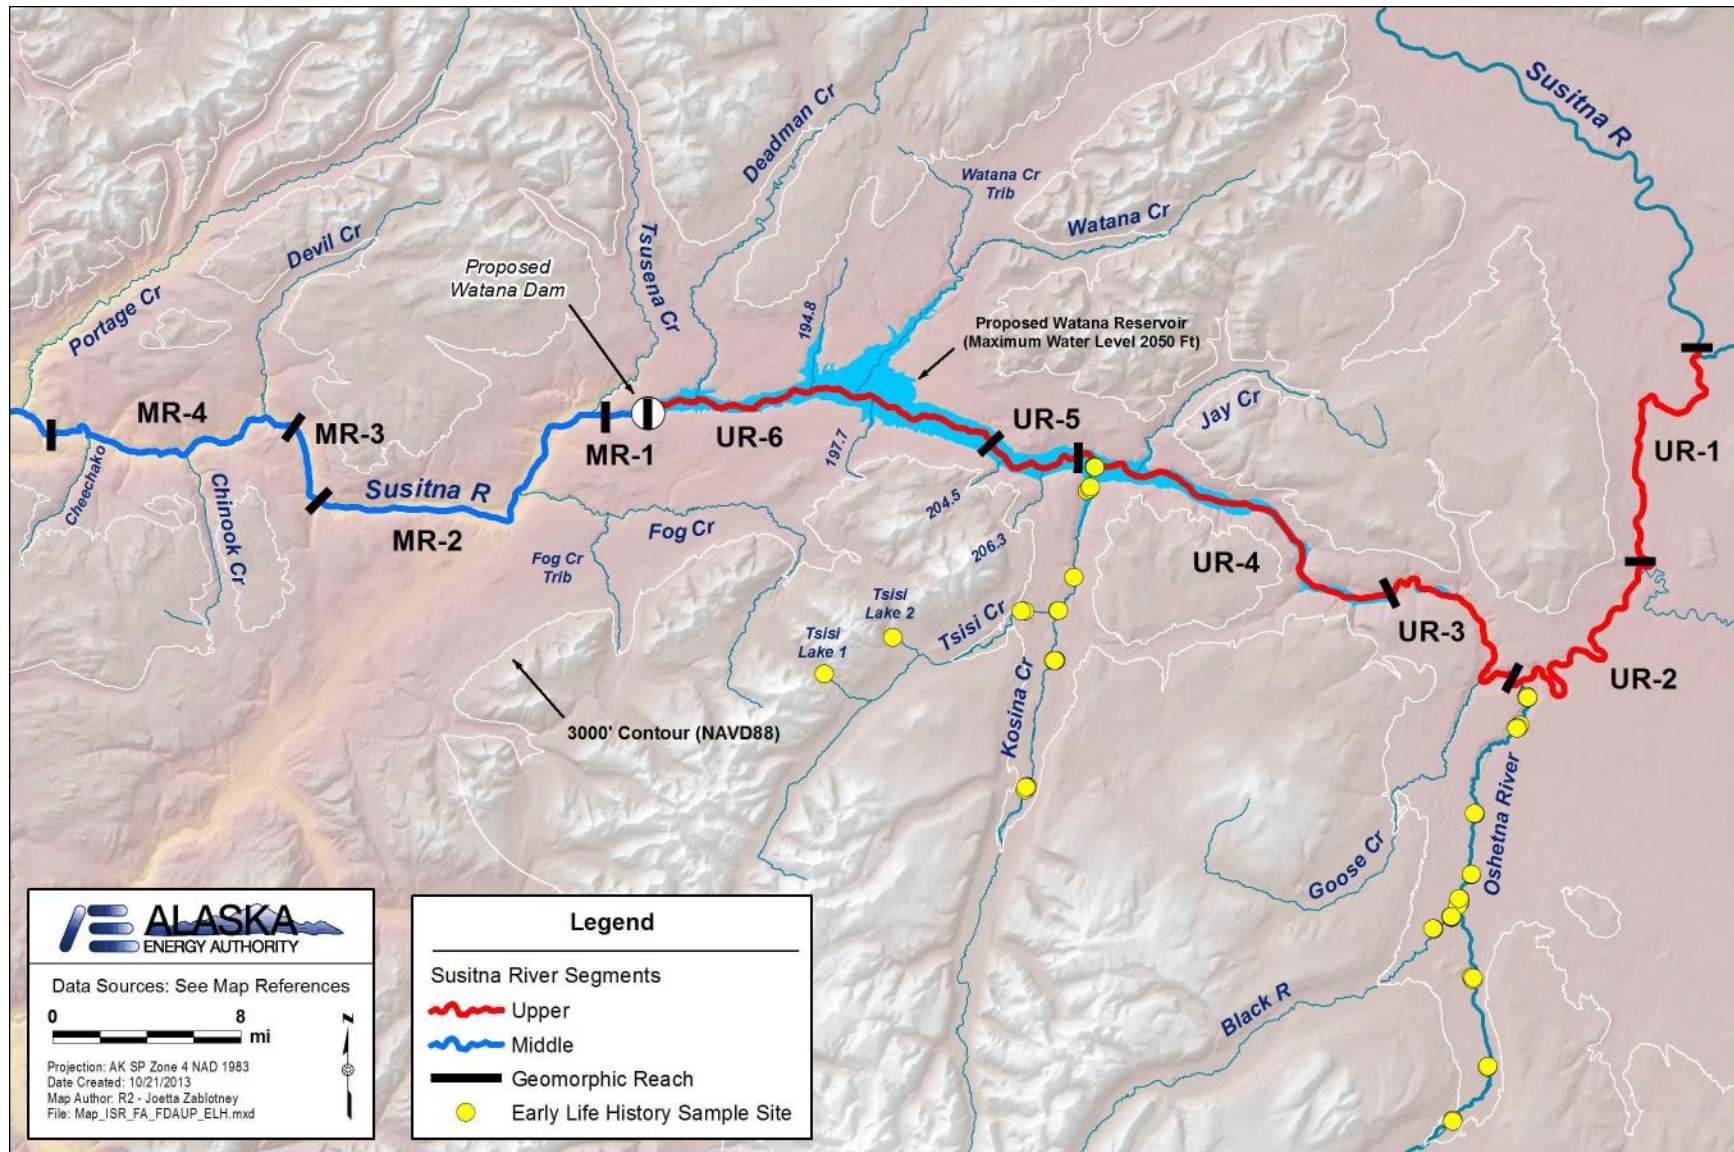 Susitna R
Deadman Cr
Watana Cr
Trib
Watana Cr
Devil Cr
Tsusena Cr
Proposed
Watana Dam
Portage Cr
194.8
Proposed Watana Reservoir
(Maximum Water Level 2050 Ft)
MR-4
MR-3
MR-1
UR-6
UR-5
Jay Cr
UR-1
Cheechako
Chinook Cr
Susitna R
MR-2
197.7
204.5
206.3
Fog Cr
Fog Cr
Trib
UR-4
Tsisi
Lake 2
Tsisi
Lake 1
Tsisi Cr
UR-3
UR-2
Kosina Cr
3000' Contour (NAVD88)
Oshetna River
Goose Cr
Black R
ALASKA
ENERGY AUTHORITY
Data Sources: See Map References
0 8
mi
N
Projection: AK SP Zone 4 NAD 1983
Date Created: 10/21/2013
Map Author: R2 - Joetta Zablotney
File: Map_ISR_FA_FDAUP_ELH.mxd
Legend
Susitna River Segments
Upper
Middle
Geomorphic Reach
Early Life History Sample Site